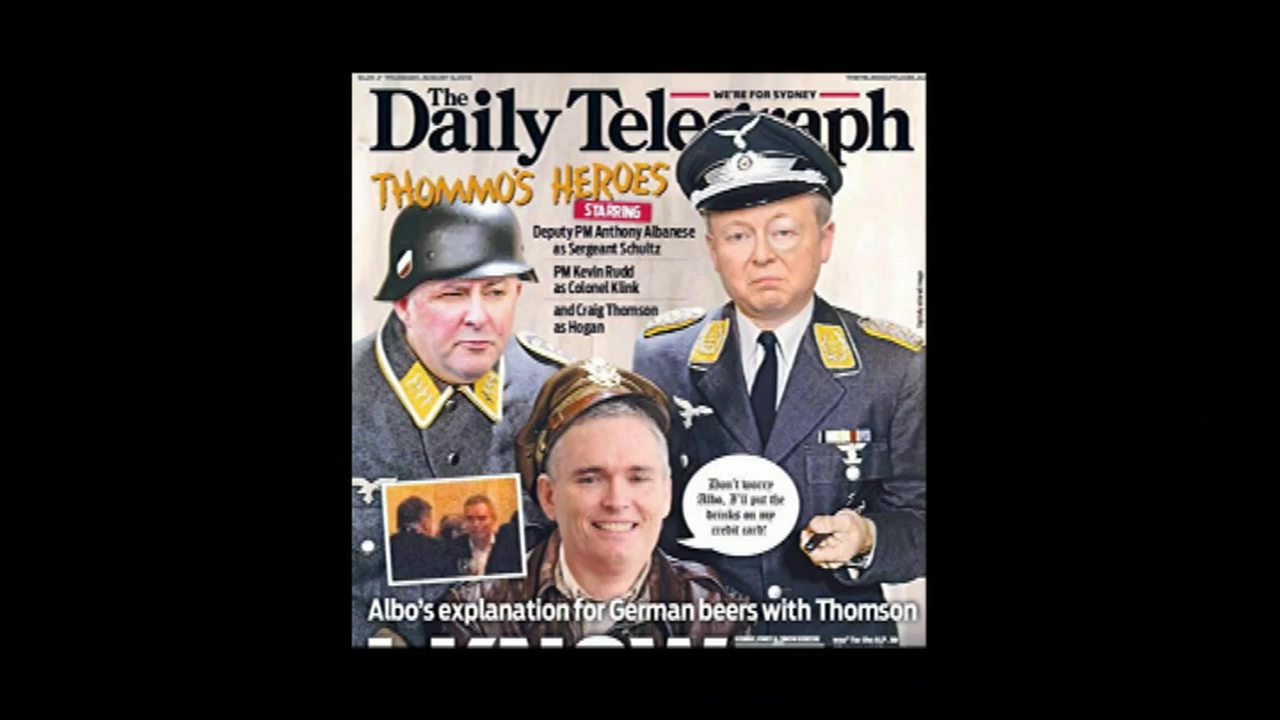 WE'RE FOR SYDNEY
The
Daily Telegraph
THOMMO'S HEROES
STARRING
Deputy PM Anthony Albanese
as Sergeant Schultz
PM Kevin Rudd
as Colonel Klink
and Craig Thomson
as Hogan
Don't worry
Albo, I'll put the
drinks on my
credit card!
Albo's explanation for German beers with Thomson